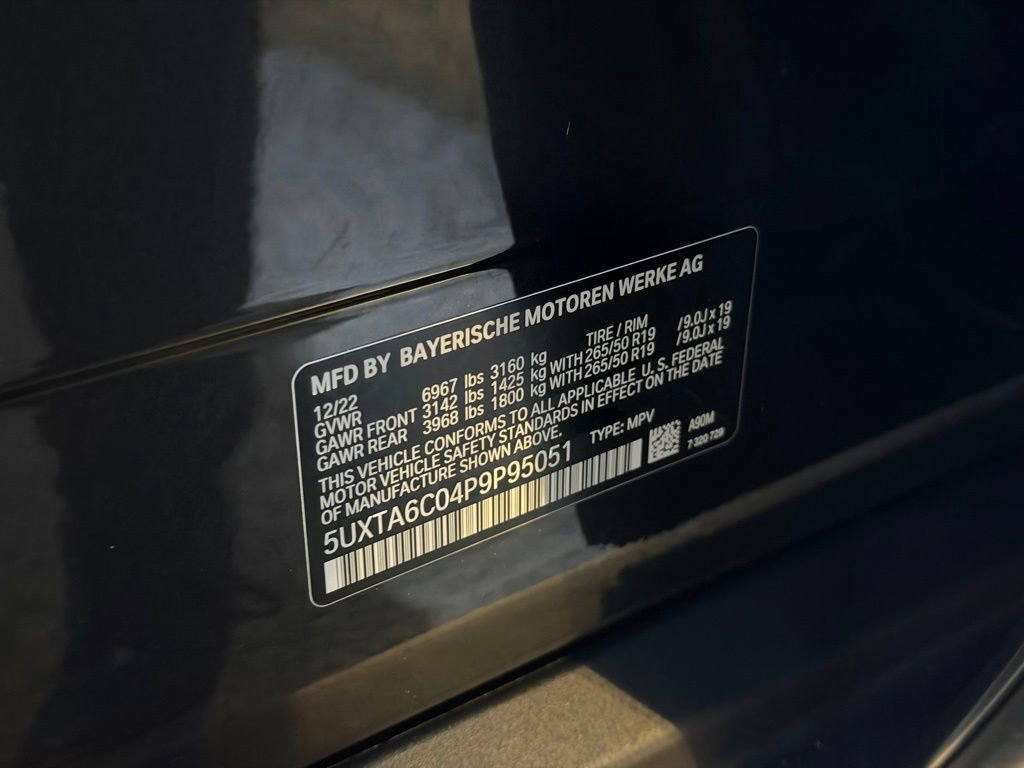 MFD BY BAYERISCHE MOTOREN WERKE AG
12/22 TIRE / RIM
GVWR 6967 lbs 3160 kg
GAWR FRONT 3142 lbs 1425 kg WITH 265/50 R19 /9.0J x 19
GAWR REAR 3968 lbs 1800 kg WITH 265/50 R19 /9.0J x 19
THIS VEHICLE CONFORMS TO ALL APPLICABLE U.S. FEDERAL
MOTOR VEHICLE SAFETY STANDARDS IN EFFECT ON THE DATE
OF MANUFACTURE SHOWN ABOVE.
TYPE: MPV A90M
5UXTA6C04P9P95051 7 320 729